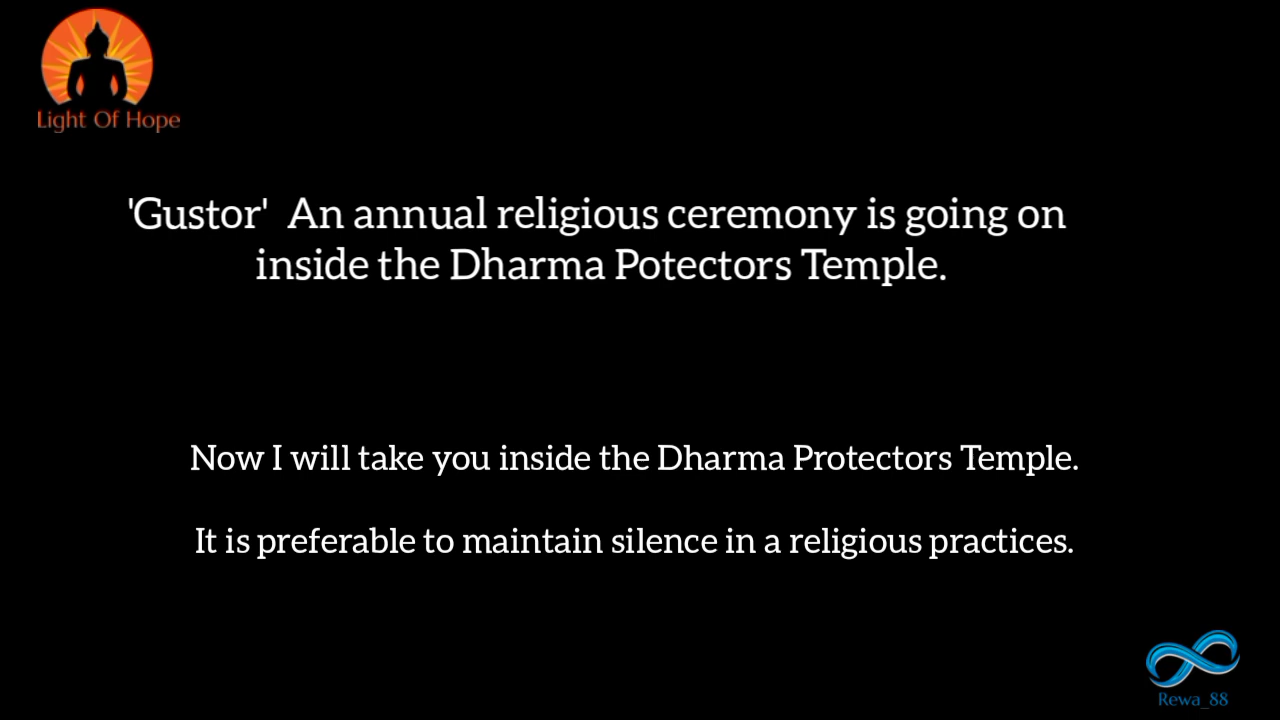 Light Of Hope
'Gustor' An annual religious ceremony is going on
inside the Dharma Potectors Temple.
Now I will take you inside the Dharma Protectors Temple.
It is preferable to maintain silence in a religious practices.
Rewa_88